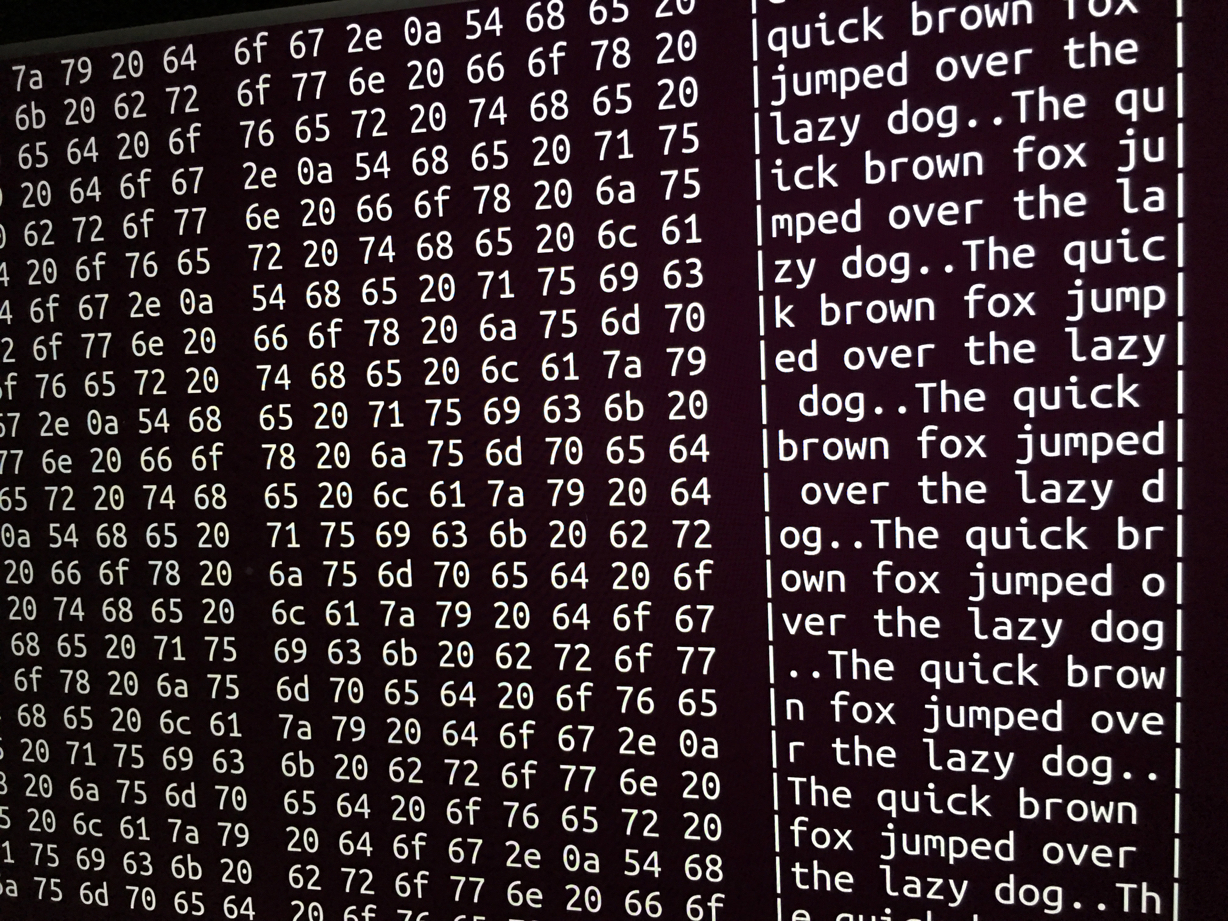 7a 79 20 64 6f 67 2e 0a 54 68 65 20
6b 20 62 72 6f 77 6e 20 66 6f 78 20 |quick brown fox |
65 64 20 6f 76 65 72 20 74 68 65 20 |jumped over the |
20 64 6f 67 2e 0a 54 68 65 20 71 75 |lazy dog..The qu|
62 72 6f 77 6e 20 66 6f 78 20 6a 75 |ick brown fox ju|
20 6f 76 65 72 20 74 68 65 20 6c 61 |mped over the la|
6f 67 2e 0a 54 68 65 20 71 75 69 63 |zy dog..The quic|
6f 77 6e 20 66 6f 78 20 6a 75 6d 70 |k brown fox jump|
76 65 72 20 74 68 65 20 6c 61 7a 79 |ed over the lazy|
2e 0a 54 68 65 20 71 75 69 63 6b 20 | dog..The quick |
77 6e 20 66 6f 78 20 6a 75 6d 70 65 64 |brown fox jumped|
65 72 20 74 68 65 20 6c 61 7a 79 20 64 | over the lazy d|
0a 54 68 65 20 71 75 69 63 6b 20 62 72 |og..The quick br|
20 66 6f 78 20 6a 75 6d 70 65 64 20 6f |own fox jumped o|
20 74 68 65 20 6c 61 7a 79 20 64 6f 67 |ver the lazy dog|
68 65 20 71 75 69 63 6b 20 62 72 6f 77 |..The quick brow|
6f 78 20 6a 75 6d 70 65 64 20 6f 76 65 |n fox jumped ove|
68 65 20 6c 61 7a 79 20 64 6f 67 2e 0a |r the lazy dog..|
20 71 75 69 63 6b 20 62 72 6f 77 6e 20 |The quick brown |
20 6a 75 6d 70 65 64 20 6f 76 65 72 20 |fox jumped over |
20 6c 61 7a 79 20 64 6f 67 2e 0a 54 68 |the lazy dog..Th|
75 69 63 6b 20 62 72 6f 77 6e 20 66 6f |e quick
75 6d 70 65 64 20 6f 76 65